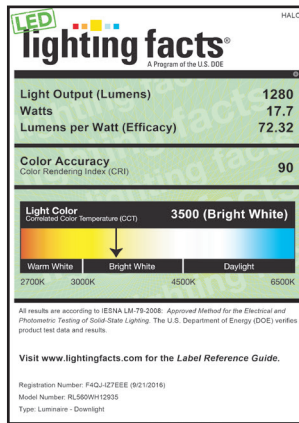 LED
HALO
lighting facts®
A Program of the U.S. DOE
Light Output (Lumens) 1280
Watts 17.7
Lumens per Watt (Efficacy) 72.32
Color Accuracy
Color Rendering Index (CRI) 90
Light Color
Correlated Color Temperature (CCT) 3500 (Bright White)
Warm White Bright White Daylight
2700K 3000K 4500K 6500K
All results are according to IESNA LM-79-2008: Approved Method for the Electrical and
Photometric Testing of Solid-State Lighting. The U.S. Department of Energy (DOE) verifies
product test data and results.
Visit www.lightingfacts.com for the Label Reference Guide.
Registration Number: F4QJ-IZ7EEE (9/21/2016)
Model Number: RL560WH12935
Type: Luminaire - Downlight